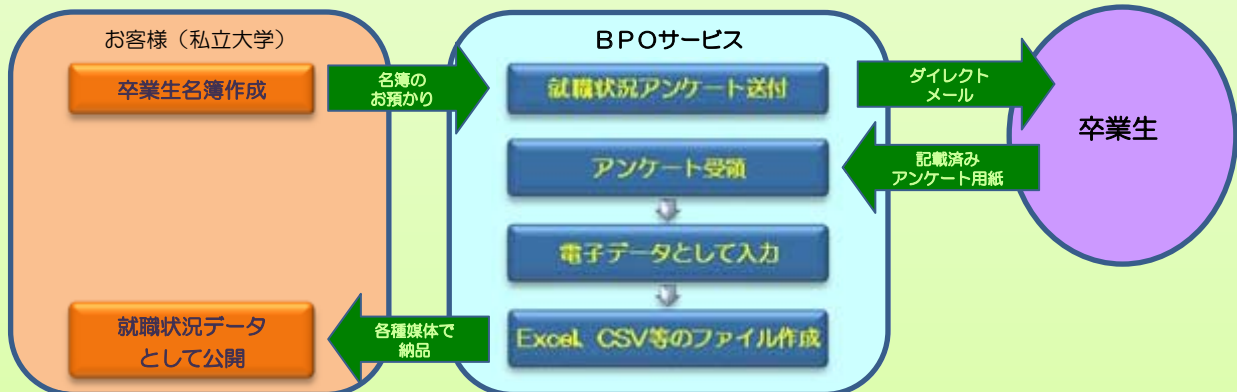 お客様（私立大学）
BPOサービス
卒業生名簿作成
名簿の
お預かり
就職状況アンケート送付
ダイレクト
メール
卒業生
アンケート受領
記載済み
アンケート用紙
電子データとして入力
就職状況データ
として公開
各種媒体で
納品
Excel、CSV等のファイル作成